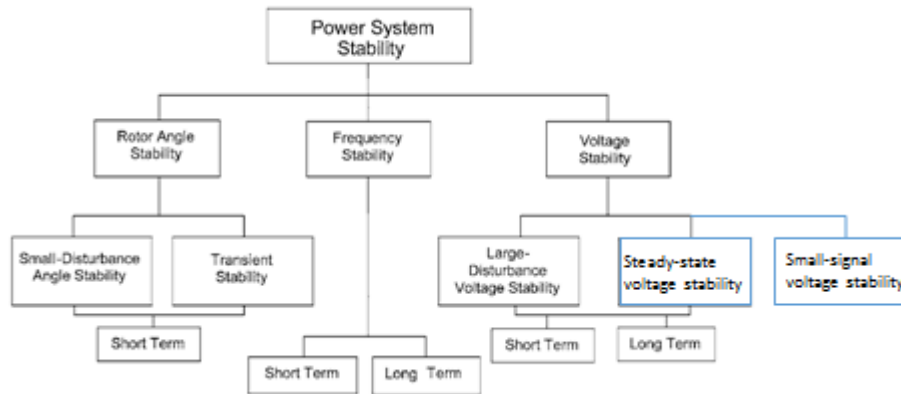 Power System
Stability
Rotor Angle
Stability
Frequency
Stability
Voltage
Stability
Small-Disturbance
Angle Stability
Transient
Stability
Large-
Disturbance
Voltage Stability
Steady-state
voltage stability
Small-signal
voltage stability
Short Term
Short Term
Long Term
Short Term
Long Term